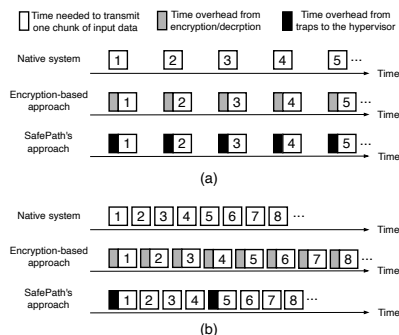 Time needed to transmit one chunk of input data
Time overhead from encryption/decrption
Time overhead from traps to the hypervisor
Native system
1 2 3 4 5 ...
Time
Encryption-based approach
1 2 3 4 5 ...
Time
SafePath's approach
1 2 3 4 5 ...
Time
(a)
Native system
1 2 3 4 5 6 7 8 ...
Time
Encryption-based approach
1 2 3 4 5 6 7 8 ...
Time
SafePath's approach
1 2 3 4 5 6 7 8 ...
Time
(b)